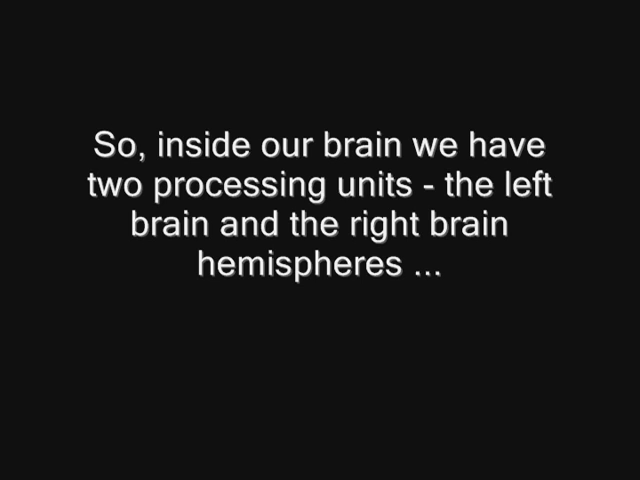 So, inside our brain we have
two processing units - the left
brain and the right brain
hemispheres ...